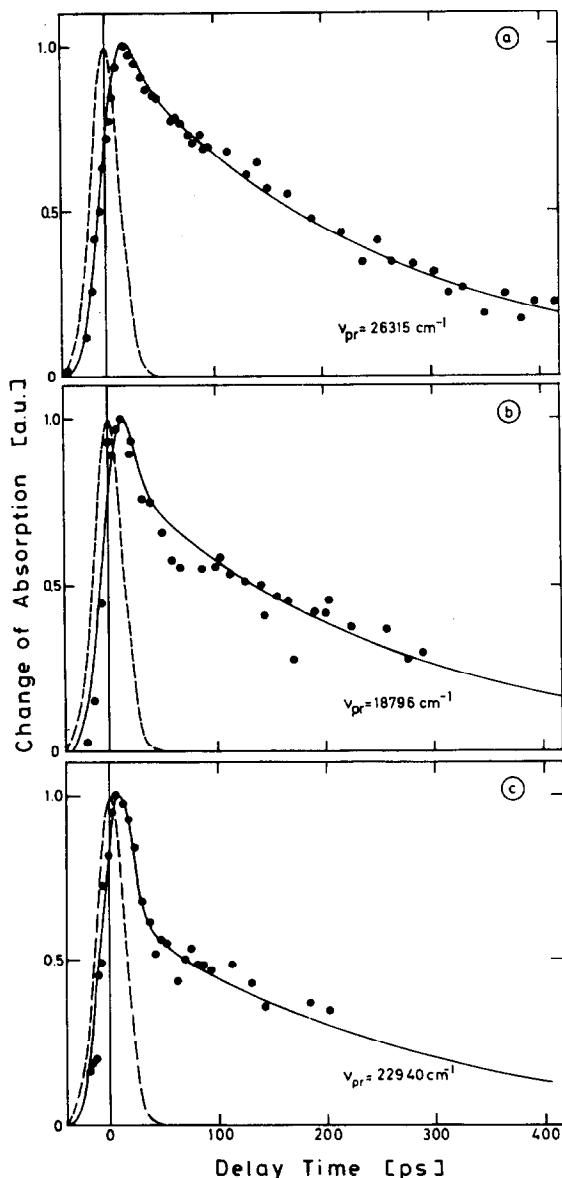 a
1.0
0.5
0
ν_pr = 26315 cm⁻¹
b
1.0
0.5
0
ν_pr = 18796 cm⁻¹
c
1.0
0.5
0
ν_pr = 22940 cm⁻¹
0 100 200 300 400
Change of Absorption [a.u.]
Delay Time [ps]